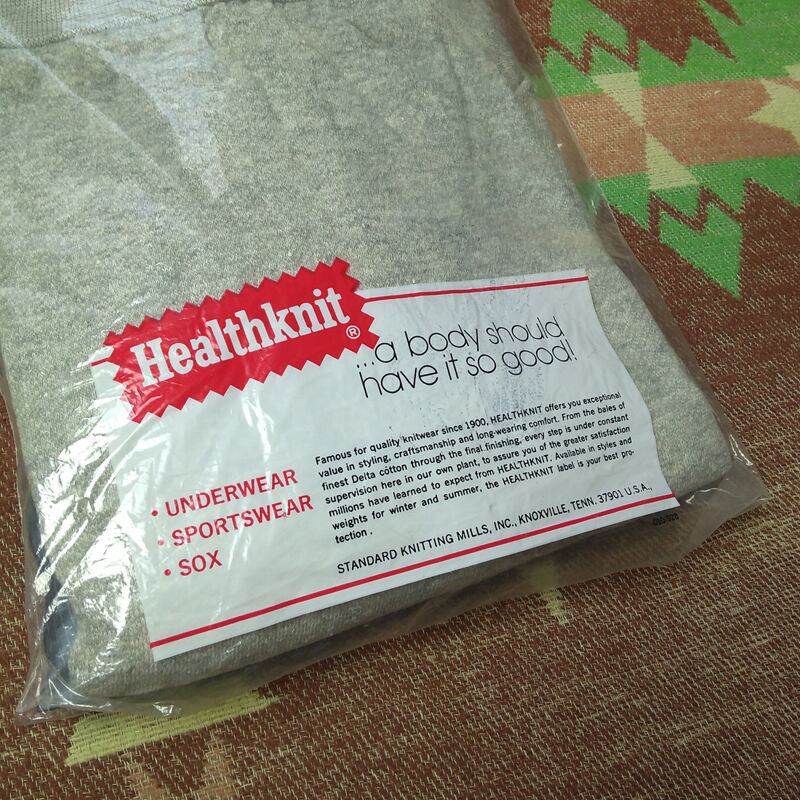 Healthknit®
...a body should
have it so good!
Famous for quality knitwear since 1900, HEALTHKNIT offers you exceptional
value in styling, craftsmanship and long-wearing comfort. From the bales of
finest Delta cotton through the final finishing, every step is under constant
supervision here in our own plant, to assure you of the greater satisfaction
millions have learned to expect from HEALTHKNIT. Available in styles and
weights for winter and summer, the HEALTHKNIT label is your best pro-
tection.
• UNDERWEAR
• SPORTSWEAR
• SOX
STANDARD KNITTING MILLS, INC., KNOXVILLE, TENN. 37901 U.S.A.,